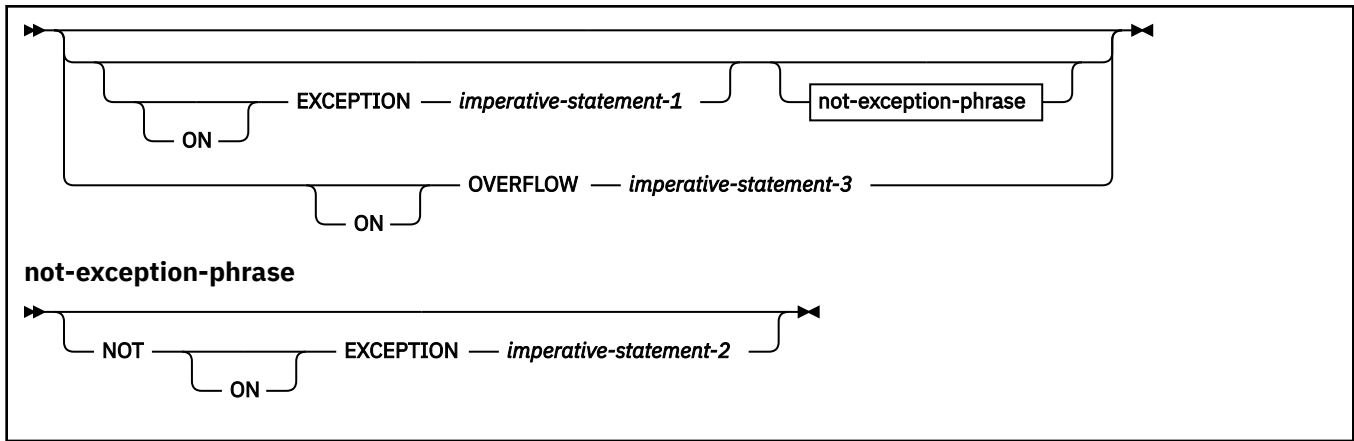 EXCEPTION imperative-statement-1 not-exception-phrase
ON
OVERFLOW imperative-statement-3
ON
not-exception-phrase
NOT EXCEPTION imperative-statement-2
ON